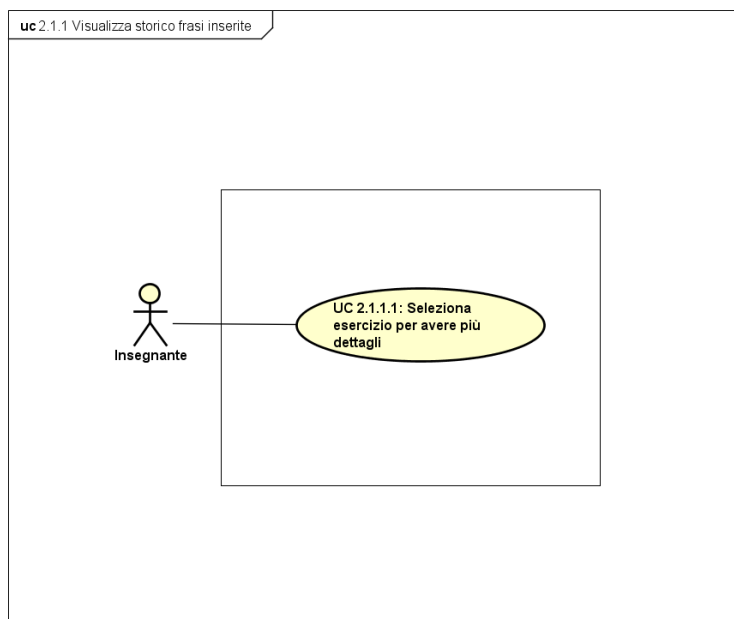 uc 2.1.1 Visualizza storico frasi inserite
UC 2.1.1.1: Seleziona
esercizio per avere più
dettagli
Insegnante